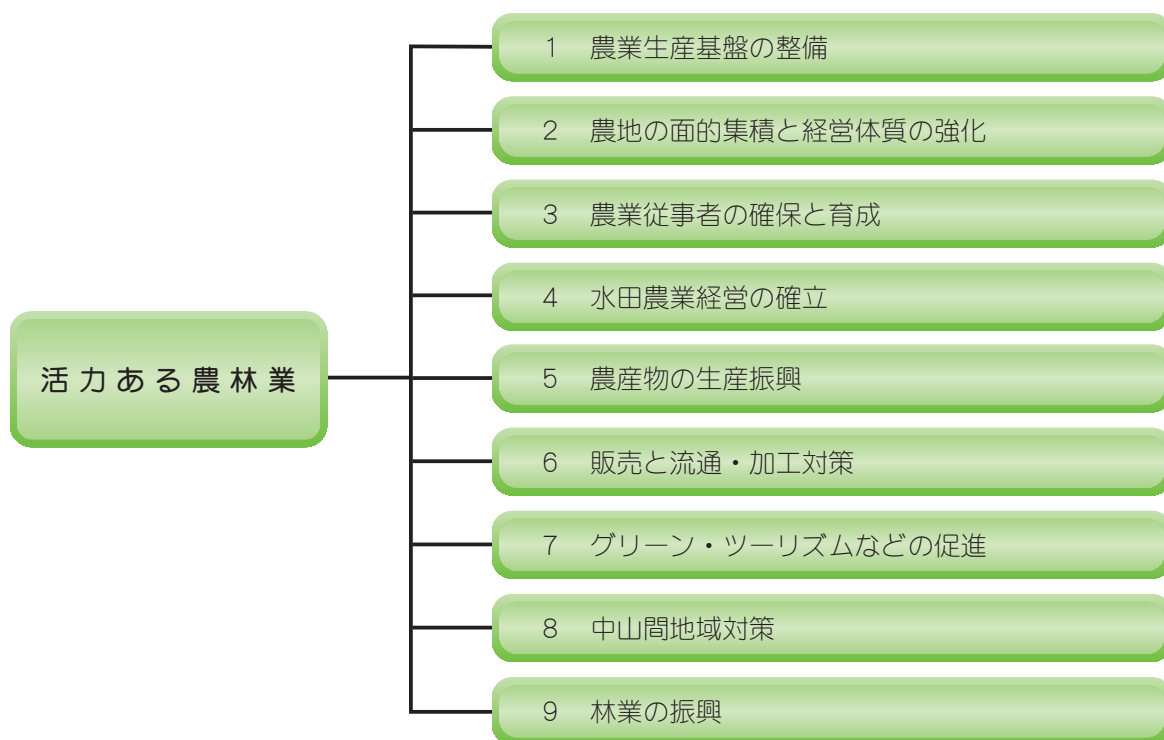 活力ある農林業
1 農業生産基盤の整備
2 農地の面的集積と経営体質の強化
3 農業従事者の確保と育成
4 水田農業経営の確立
5 農産物の生産振興
6 販売と流通・加工対策
7 グリーン・ツーリズムなどの促進
8 中山間地域対策
9 林業の振興